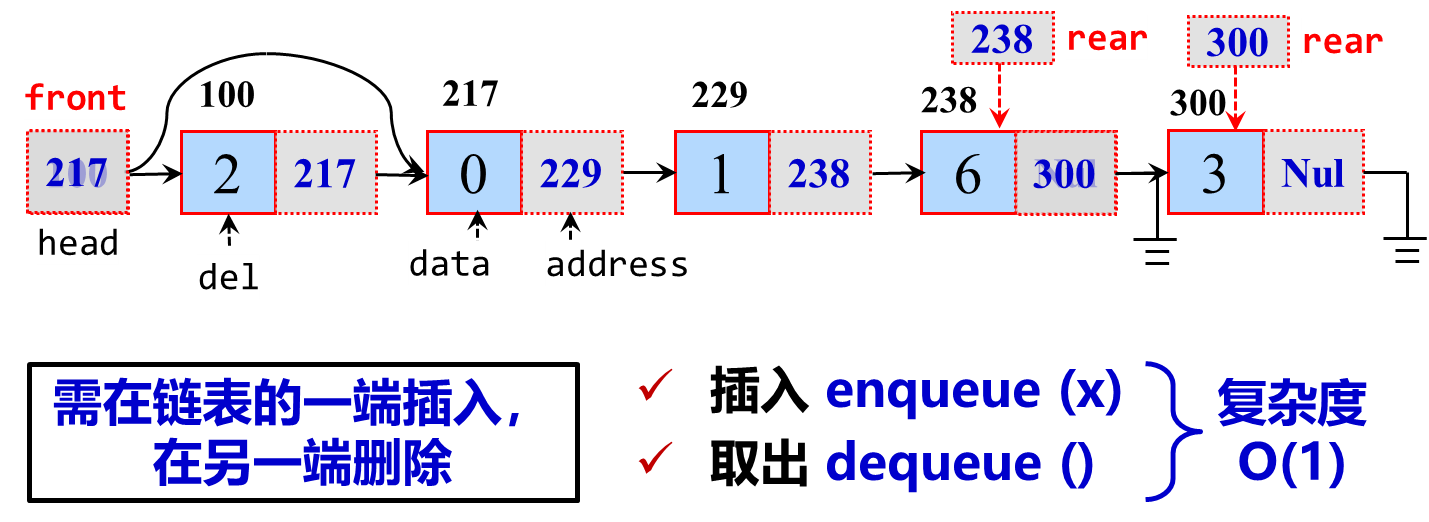 238 rear 300 rear
front 100 217 229 238 300
217 2 217 0 229 1 238 6 300 3 Nul
head del data address
需在链表的一端插入，
在另一端删除
✓ 插入 enqueue (x)
✓ 取出 dequeue ()
复杂度
O(1)